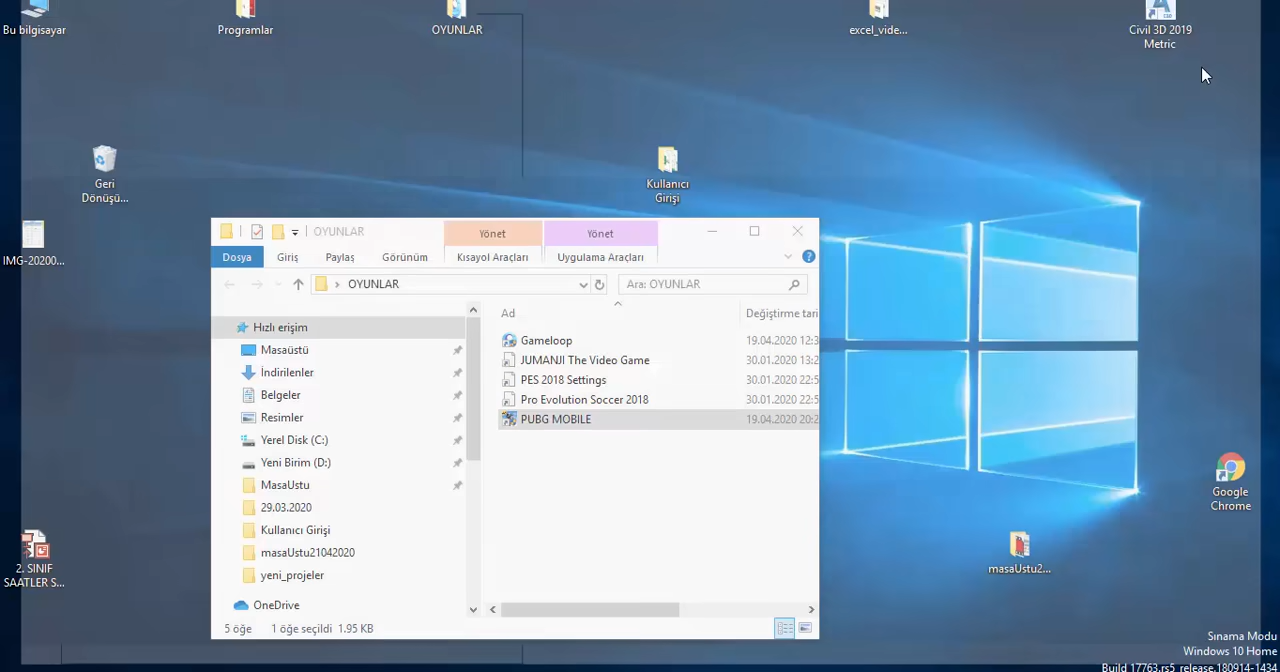 Bu bilgisayar
Programlar
OYUNLAR
excel_vide...
Civil 3D 2019
Metric
Geri
Dönüşü...
Kullanıcı
Girişi
IMG-20200...
OYUNLAR
Yönet
Yönet
Dosya
Giriş
Paylaş
Görünüm
Kısayol Araçları
Uygulama Araçları
OYUNLAR
Ara: OYUNLAR
Ad
Değiştirme tari
Hızlı erişim
Masaüstü
İndirilenler
Belgeler
Resimler
Yerel Disk (C:)
Yeni Birim (D:)
MasaUstu
29.03.2020
Kullanıcı Girişi
masaUstu21042020
yeni_projeler
OneDrive
Gameloop
19.04.2020 12:3
JUMANJI The Video Game
30.01.2020 13:2
PES 2018 Settings
30.01.2020 22:5
Pro Evolution Soccer 2018
30.01.2020 22:5
PUBG MOBILE
19.04.2020 20:2
5 öğe
1 öğe seçildi 1.95 KB
Google
Chrome
masaUstu2...
2. SINIF
SAATLER S...
Sınama Modu
Windows 10 Home
Build 17763.rs5_release.180914-1434